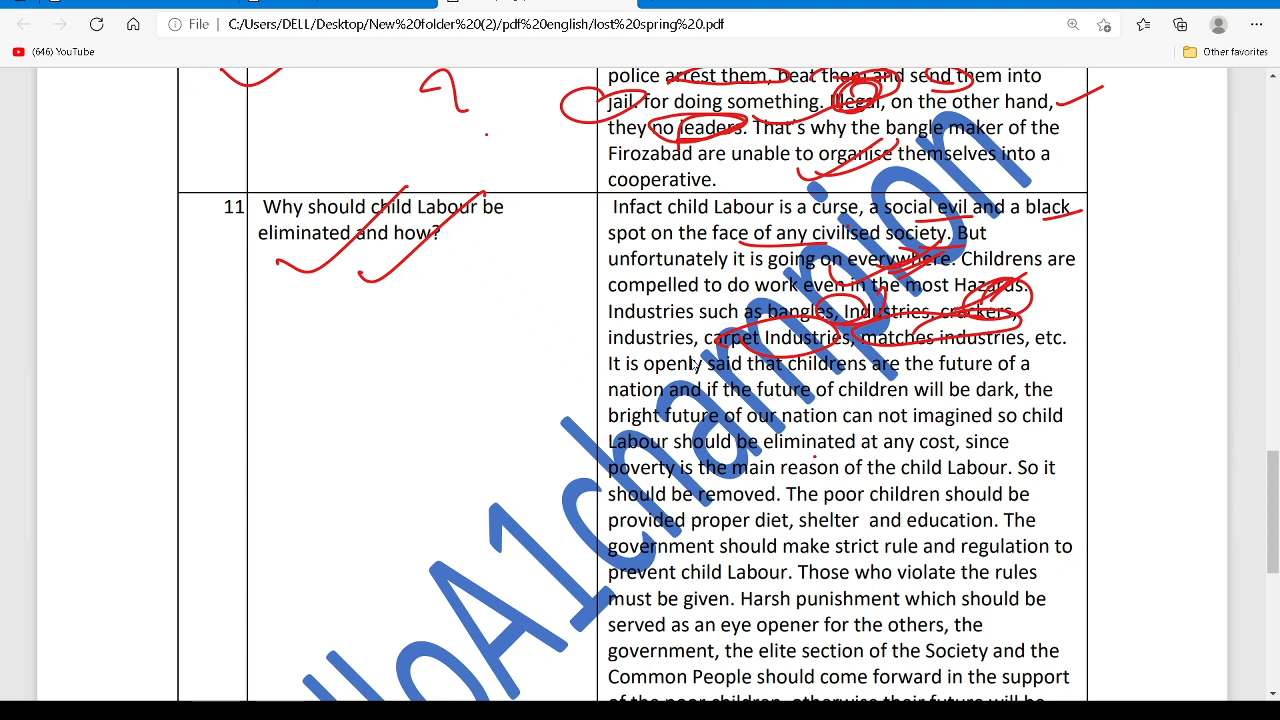 File
C:/Users/DELL/Desktop/New%20folder%20(2)/pdf%20english/lost%20spring%20.pdf
(646) YouTube
Other favorites
police arrest them, beat them and send them into
jail. for doing something. Illegal, on the other hand,
they no leaders. That's why the bangle maker of the
Firozabad are unable to organise themselves into a
cooperative.
11
Why should child Labour be
eliminated and how?
Infact child Labour is a curse, a social evil and a black
spot on the face of any civilised society. But
unfortunately it is going on everywhere. Childrens are
compelled to do work even in the most Hazards.
Industries such as bangles, Industries, crackers,
industries, carpet Industries, matches industries, etc.
It is openly said that childrens are the future of a
nation and if the future of children will be dark, the
bright future of our nation can not imagined so child
Labour should be eliminated at any cost, since
poverty is the main reason of the child Labour. So it
should be removed. The poor children should be
provided proper diet, shelter and education. The
government should make strict rule and regulation to
prevent child Labour. Those who violate the rules
must be given. Harsh punishment which should be
served as an eye opener for the others, the
government, the elite section of the Society and the
Common People should come forward in the support
of the poor children, otherwise their future will be
lloA1champion